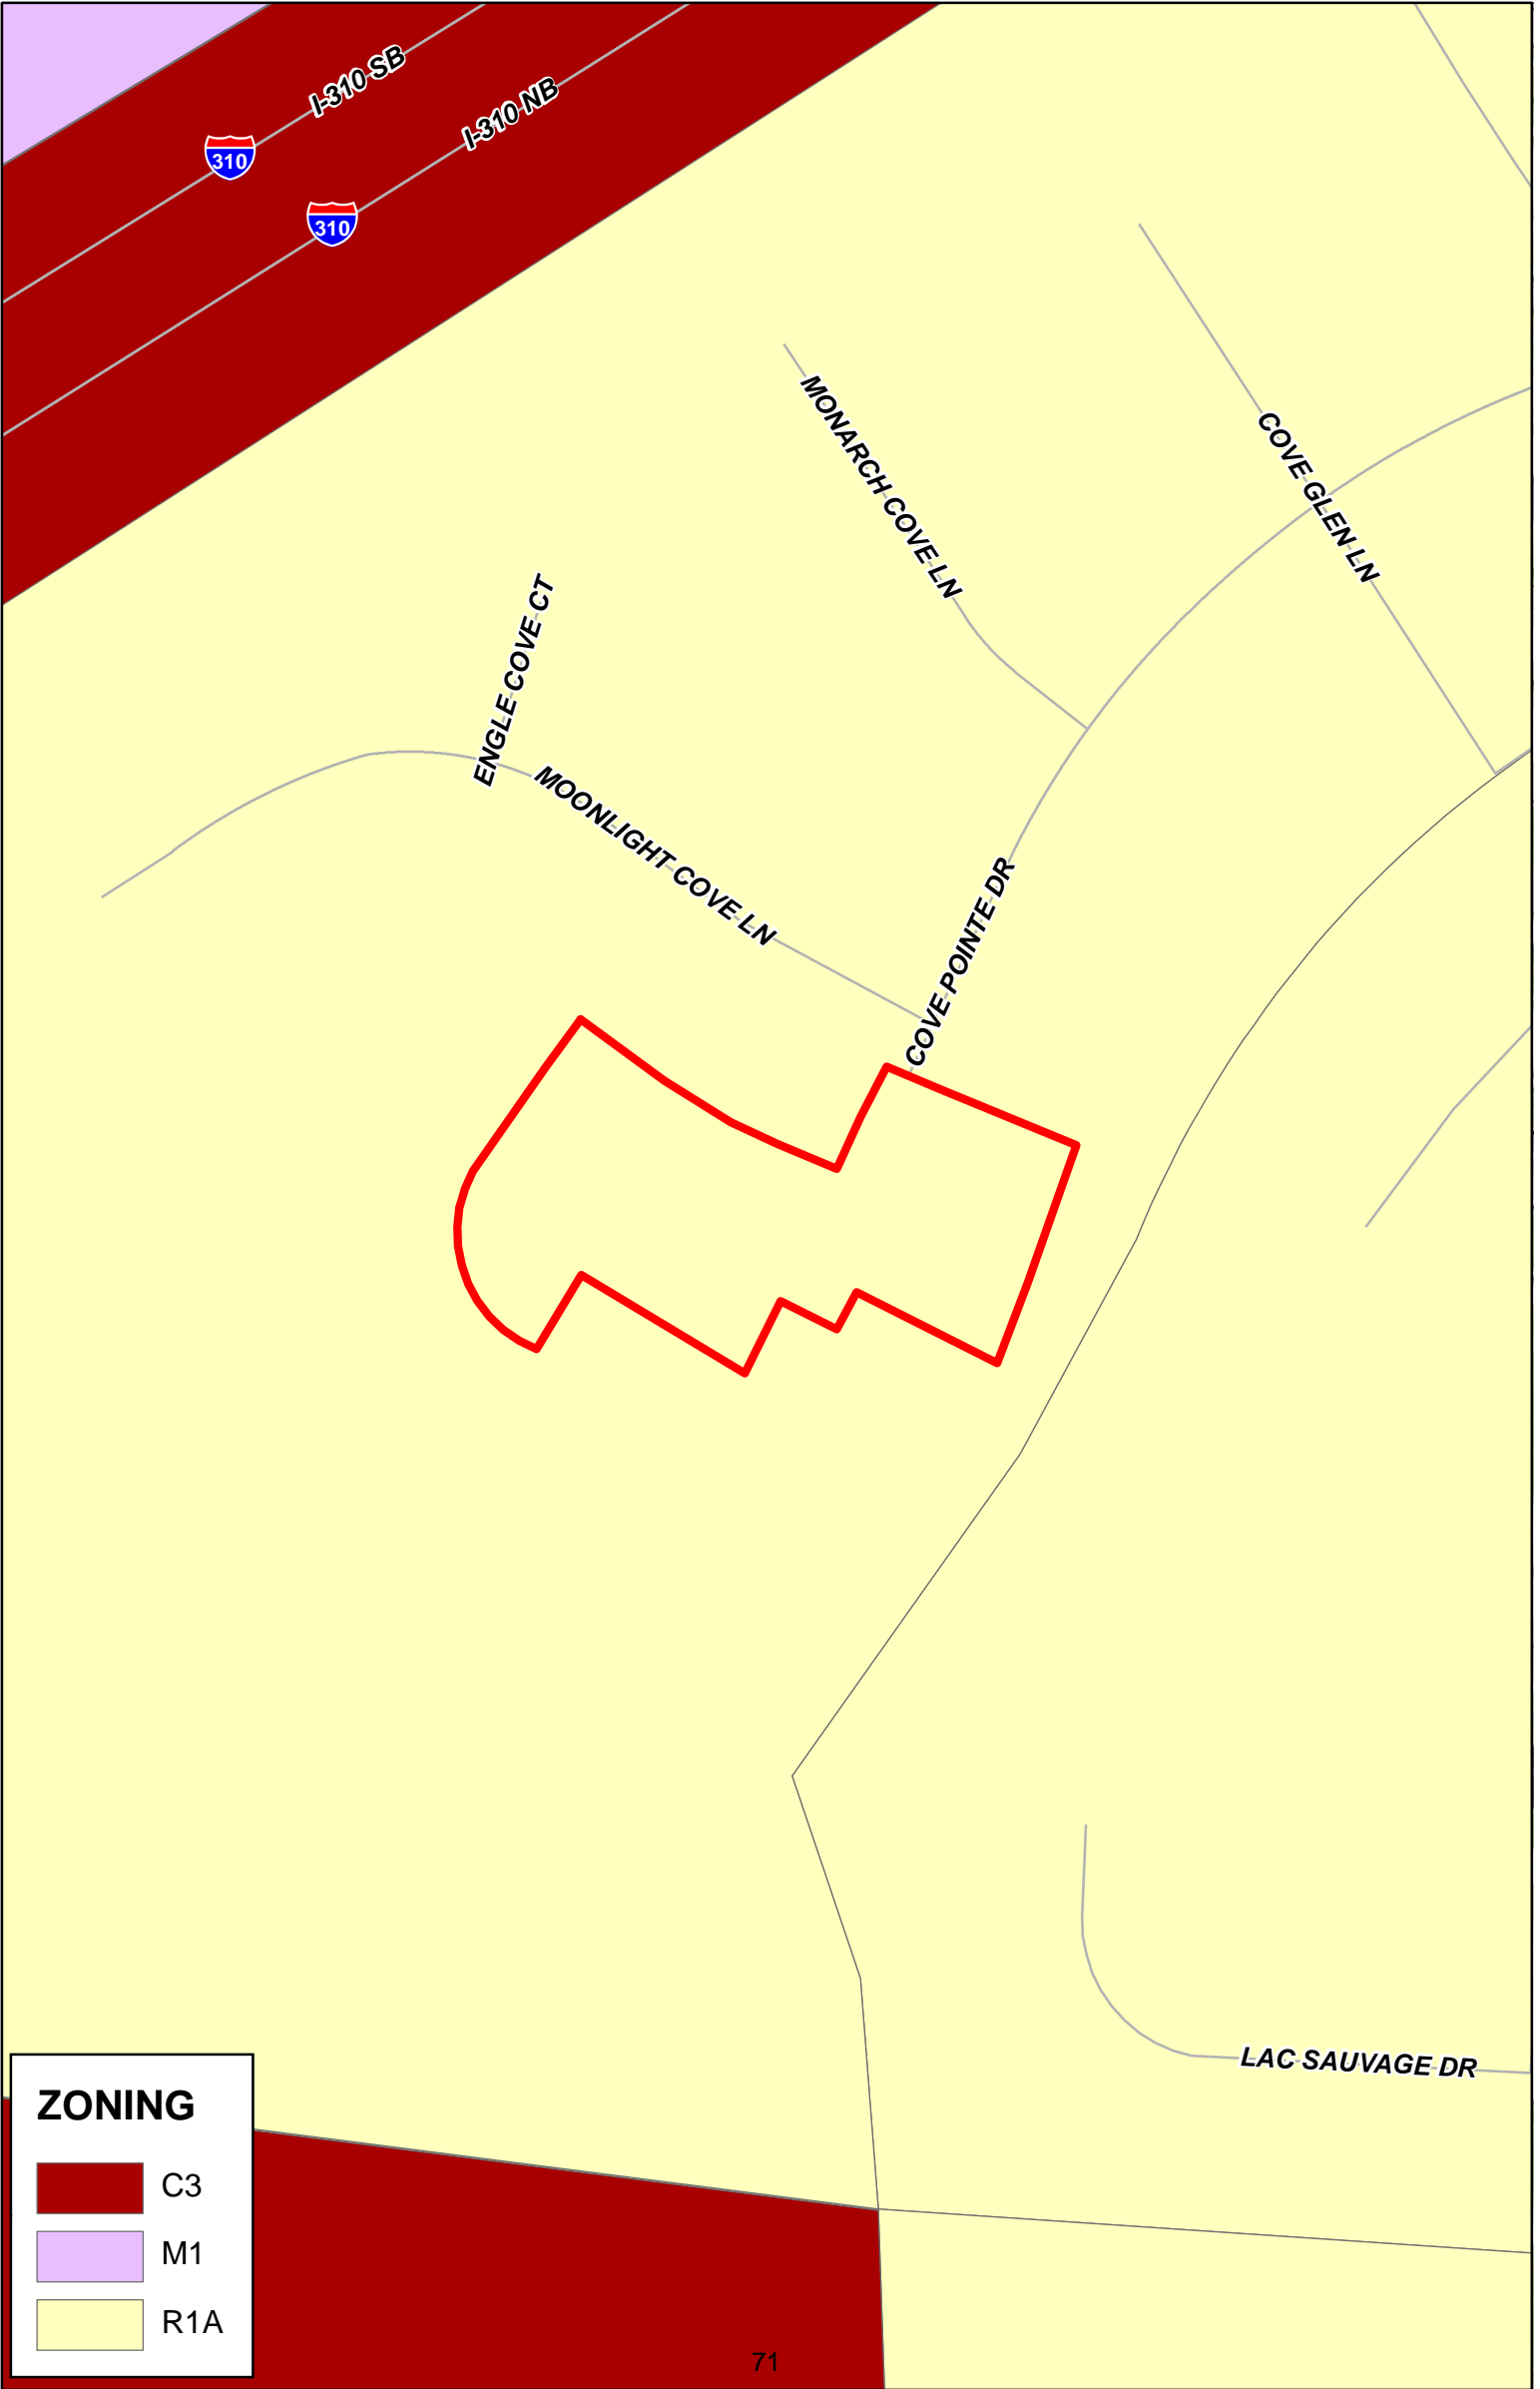 I-310 SB
I-310 NB
310
310
MONARCH COVE LN
COVE GLEN LN
ENGLE COVE CT
MOONLIGHT COVE LN
COVE POINTE DR
LAC SAUVAGE DR
ZONING
C3
M1
R1A
71